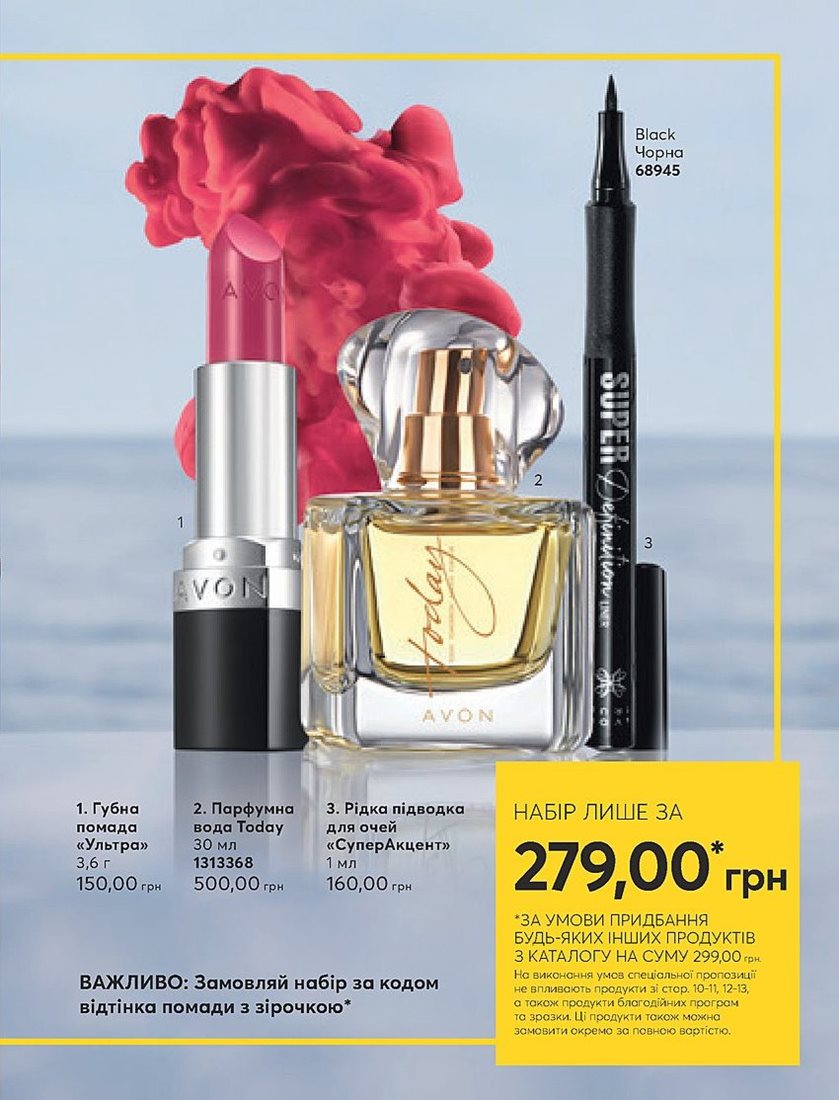 Black
Чорна
68945
AVON
1
AVON
2
today
AVON
SUPER
Definition
LINER
3
1. Губна
помада
«Ультра»
3,6 г
150,00 грн
2. Парфумна
вода Today
30 мл
1313368
500,00 грн
3. Рідка підводка
для очей
«СуперАкцент»
1 мл
160,00 грн
ВАЖЛИВО: Замовляй набір за кодом
відтінка помади з зірочкою*
НАБІР ЛИШЕ ЗА
279,00* грн
*ЗА УМОВИ ПРИДБАННЯ
БУДЬ-ЯКИХ ІНШИХ ПРОДУКТІВ
З КАТАЛОГУ НА СУМУ 299,00 грн.
На виконання умов спеціальної пропозиції
не впливають продукти зі стор. 10-11, 12-13,
а також продукти благодійних програм
та зразки. Ці продукти також можна
замовити окремо за повною вартістю.